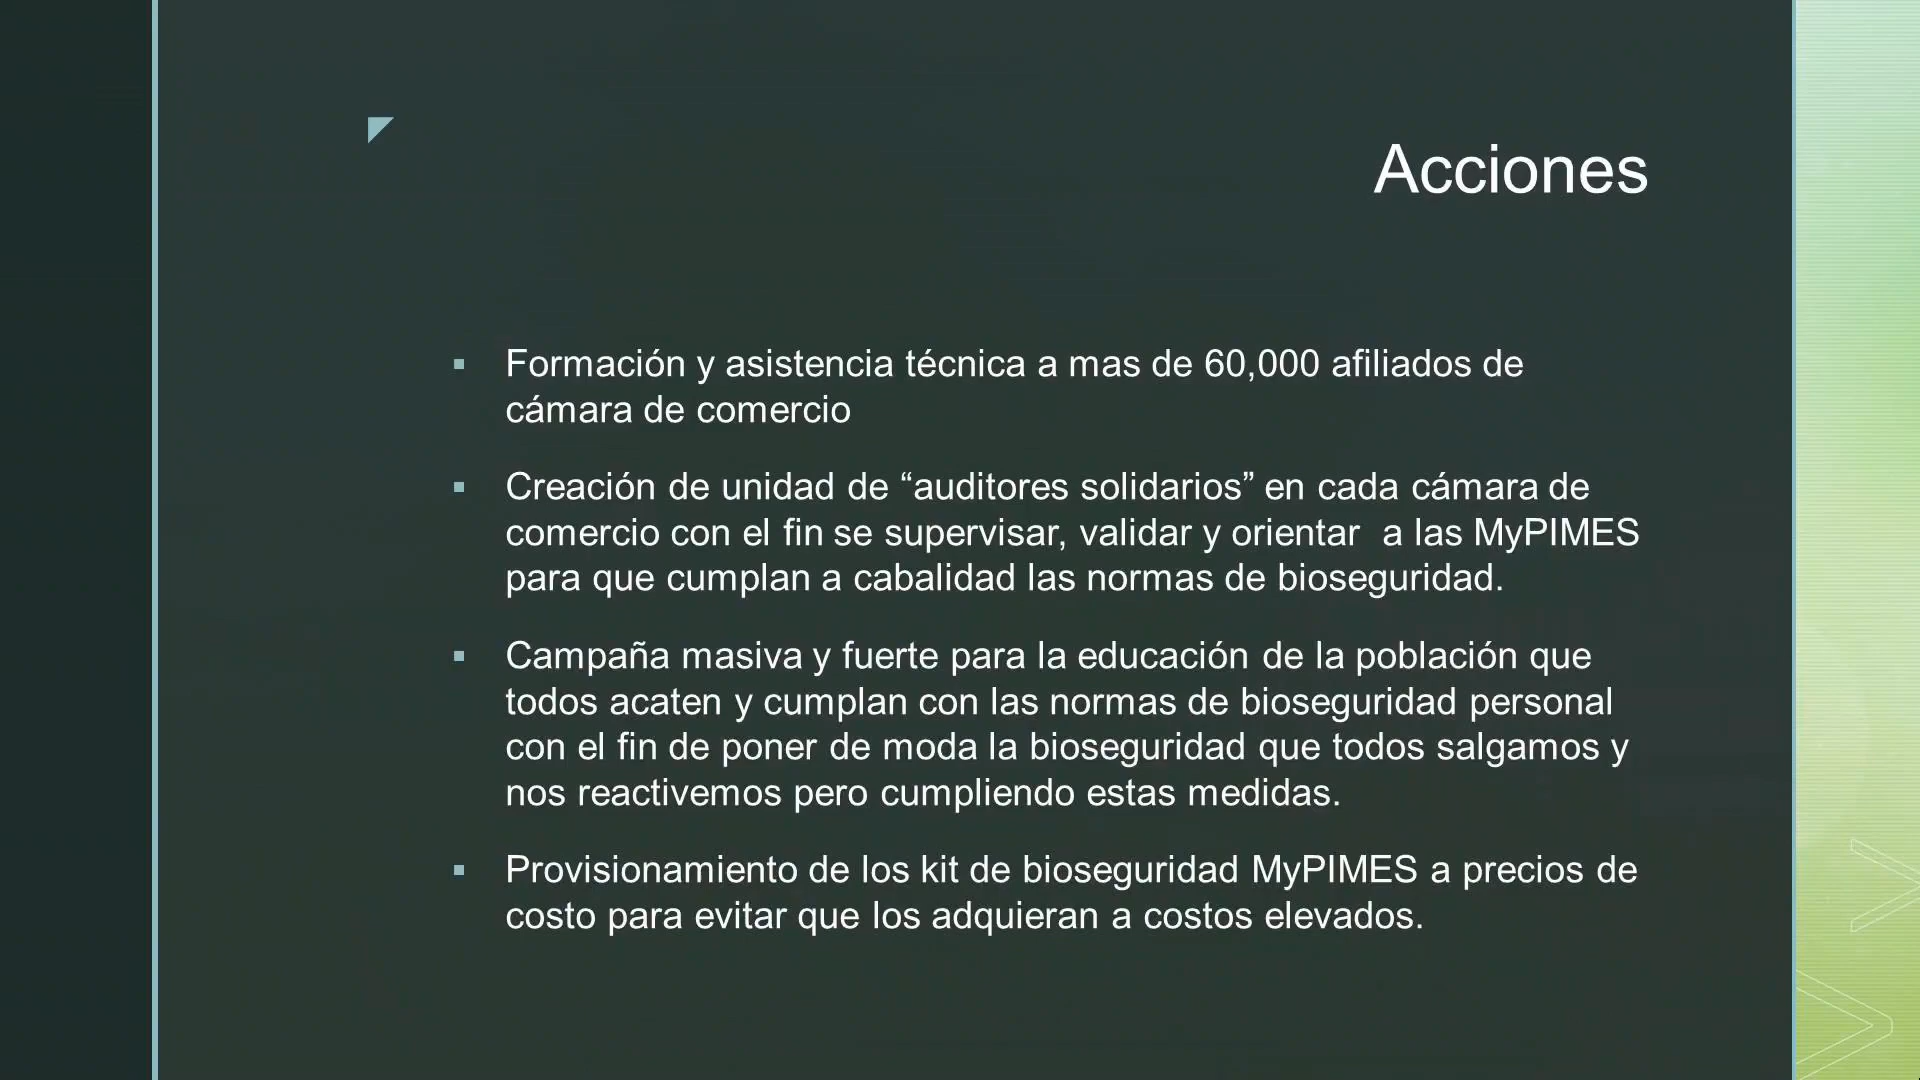 Acciones
Formación y asistencia técnica a mas de 60,000 afiliados de
cámara de comercio
Creación de unidad de “auditores solidarios” en cada cámara de
comercio con el fin se supervisar, validar y orientar  a las MyPIMES
para que cumplan a cabalidad las normas de bioseguridad.
Campaña masiva y fuerte para la educación de la población que
todos acaten y cumplan con las normas de bioseguridad personal
con el fin de poner de moda la bioseguridad que todos salgamos y
nos reactivemos pero cumpliendo estas medidas.
Provisionamiento de los kit de bioseguridad MyPIMES a precios de
costo para evitar que los adquieran a costos elevados.